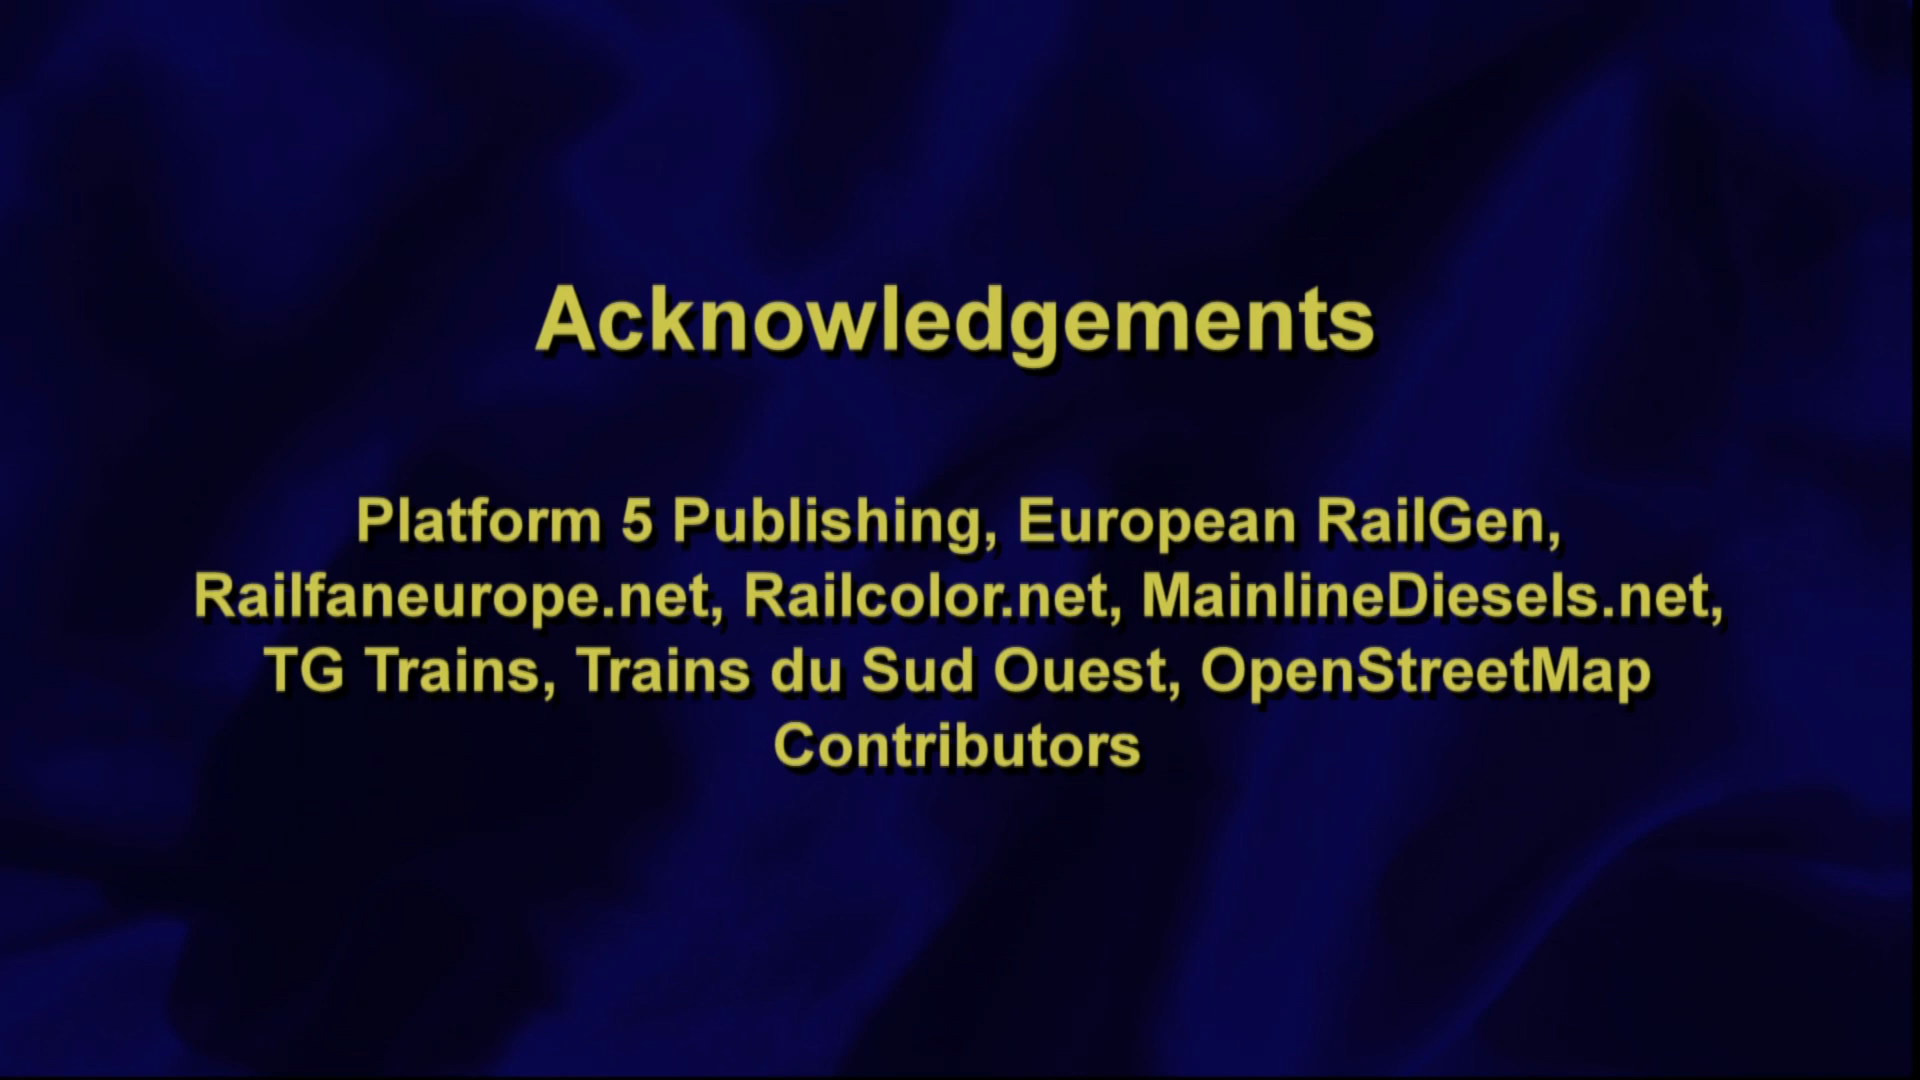 Acknowledgements
Platform 5 Publishing, European RailGen,
Railfaneurope.net, Railcolor.net, MainlineDiesels.net,
TG Trains, Trains du Sud Ouest, OpenStreetMap
Contributors